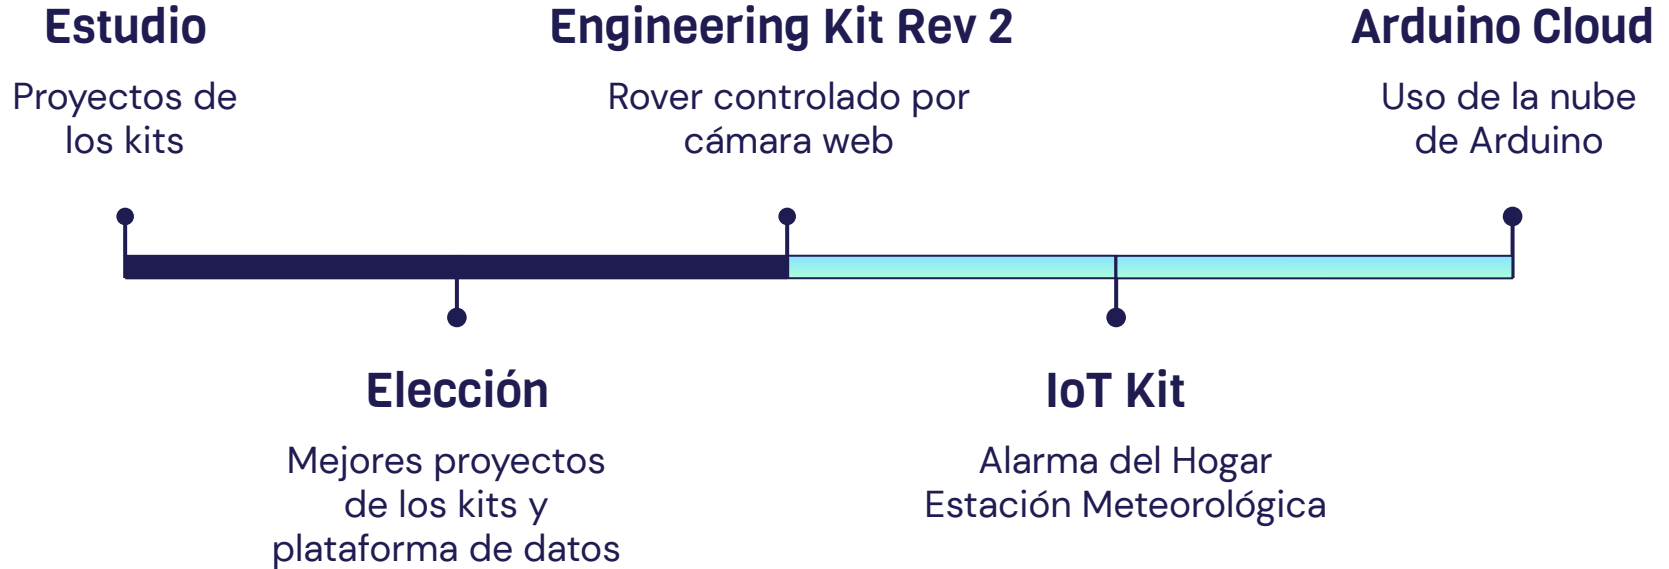 Estudio
Proyectos de
los kits
Engineering Kit Rev 2
Rover controlado por
cámara web
Arduino Cloud
Uso de la nube
de Arduino
Elección
Mejores proyectos
de los kits y
plataforma de datos
IoT Kit
Alarma del Hogar
Estación Meteorológica